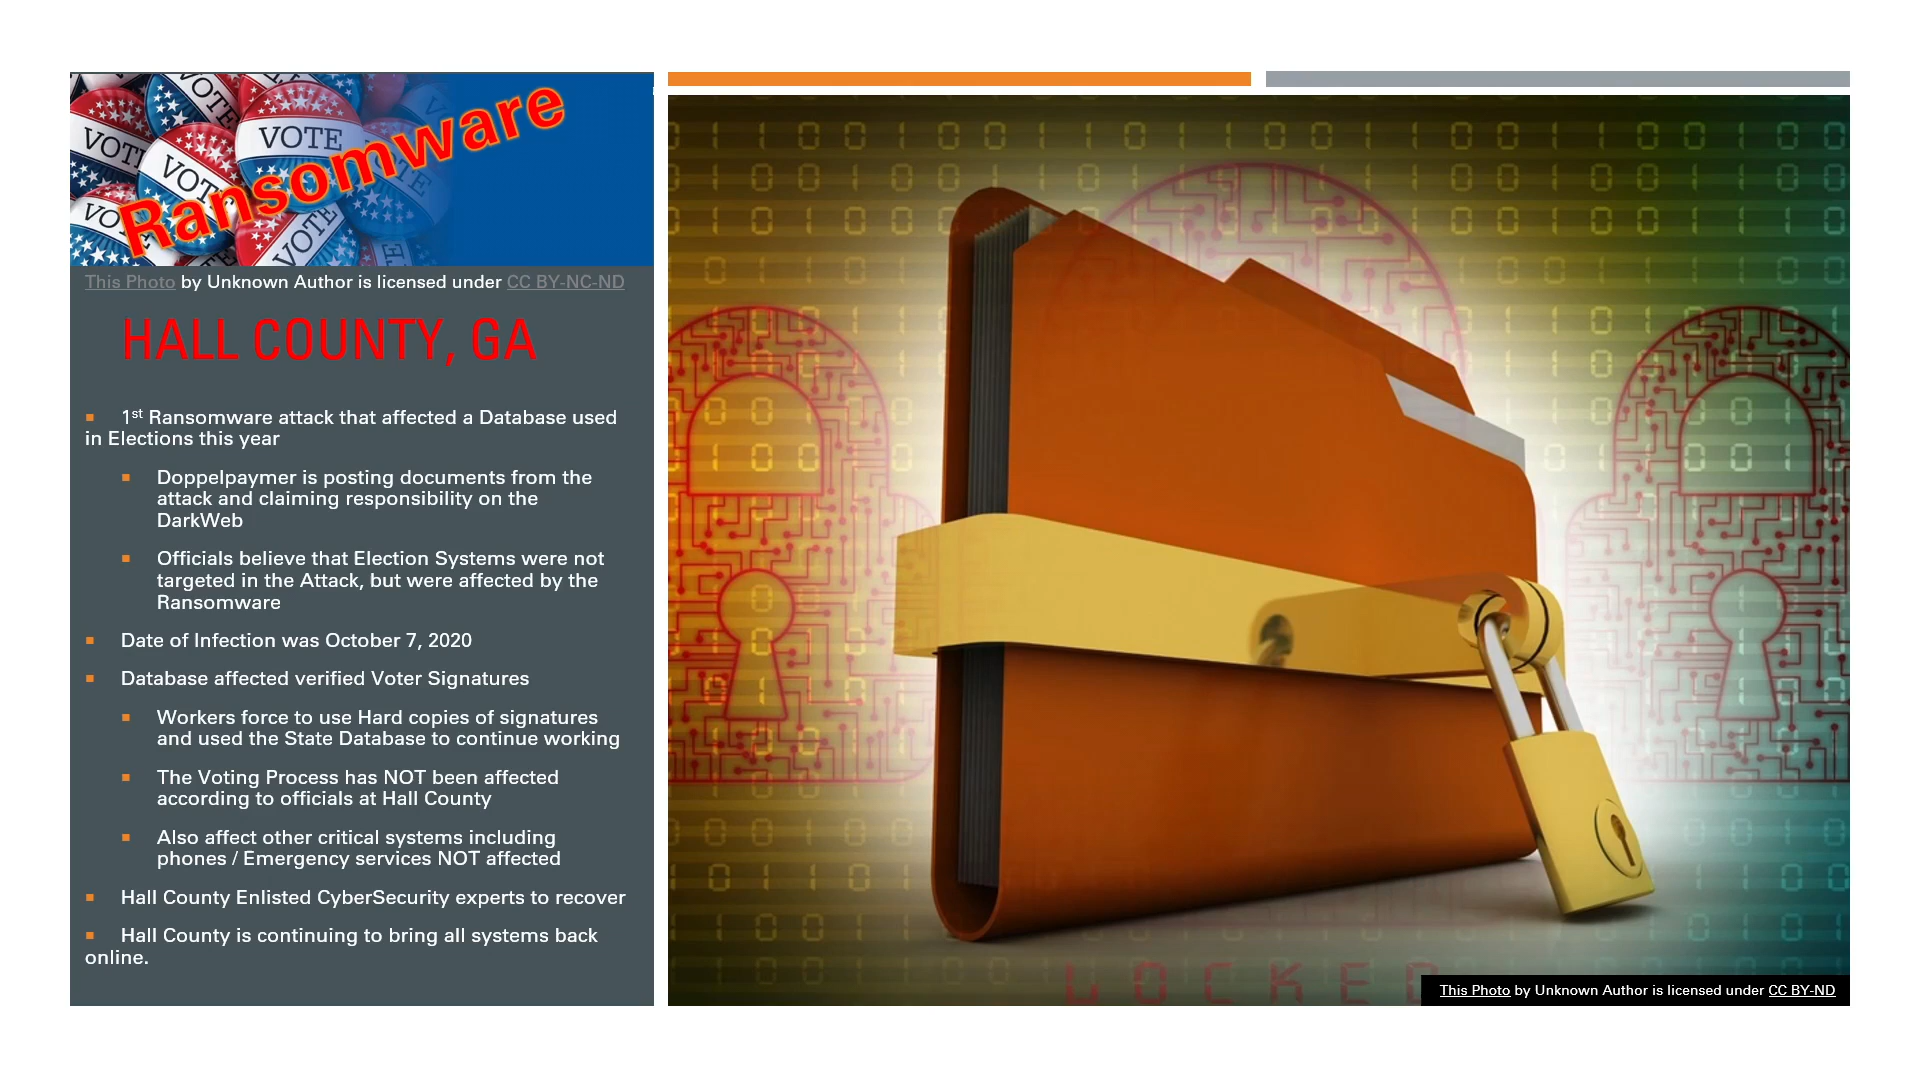 VOTE
VOTE
VOTE
VOTE
Ransomware
This Photo by Unknown Author is licensed under CC BY-NC-ND
HALL COUNTY, GA
1st Ransomware attack that affected a Database used
in Elections this year
Doppelpaymer is posting documents from the
attack and claiming responsibility on the
DarkWeb
Officials believe that Election Systems were not
targeted in the Attack, but were affected by the
Ransomware
Date of Infection was October 7, 2020
Database affected verified Voter Signatures
Workers force to use Hard copies of signatures
and used the State Database to continue working
The Voting Process has NOT been affected
according to officials at Hall County
Also affect other critical systems including
phones / Emergency services NOT affected
Hall County Enlisted CyberSecurity experts to recover
Hall County is continuing to bring all systems back
online.
LOCKED
This Photo by Unknown Author is licensed under CC BY-ND